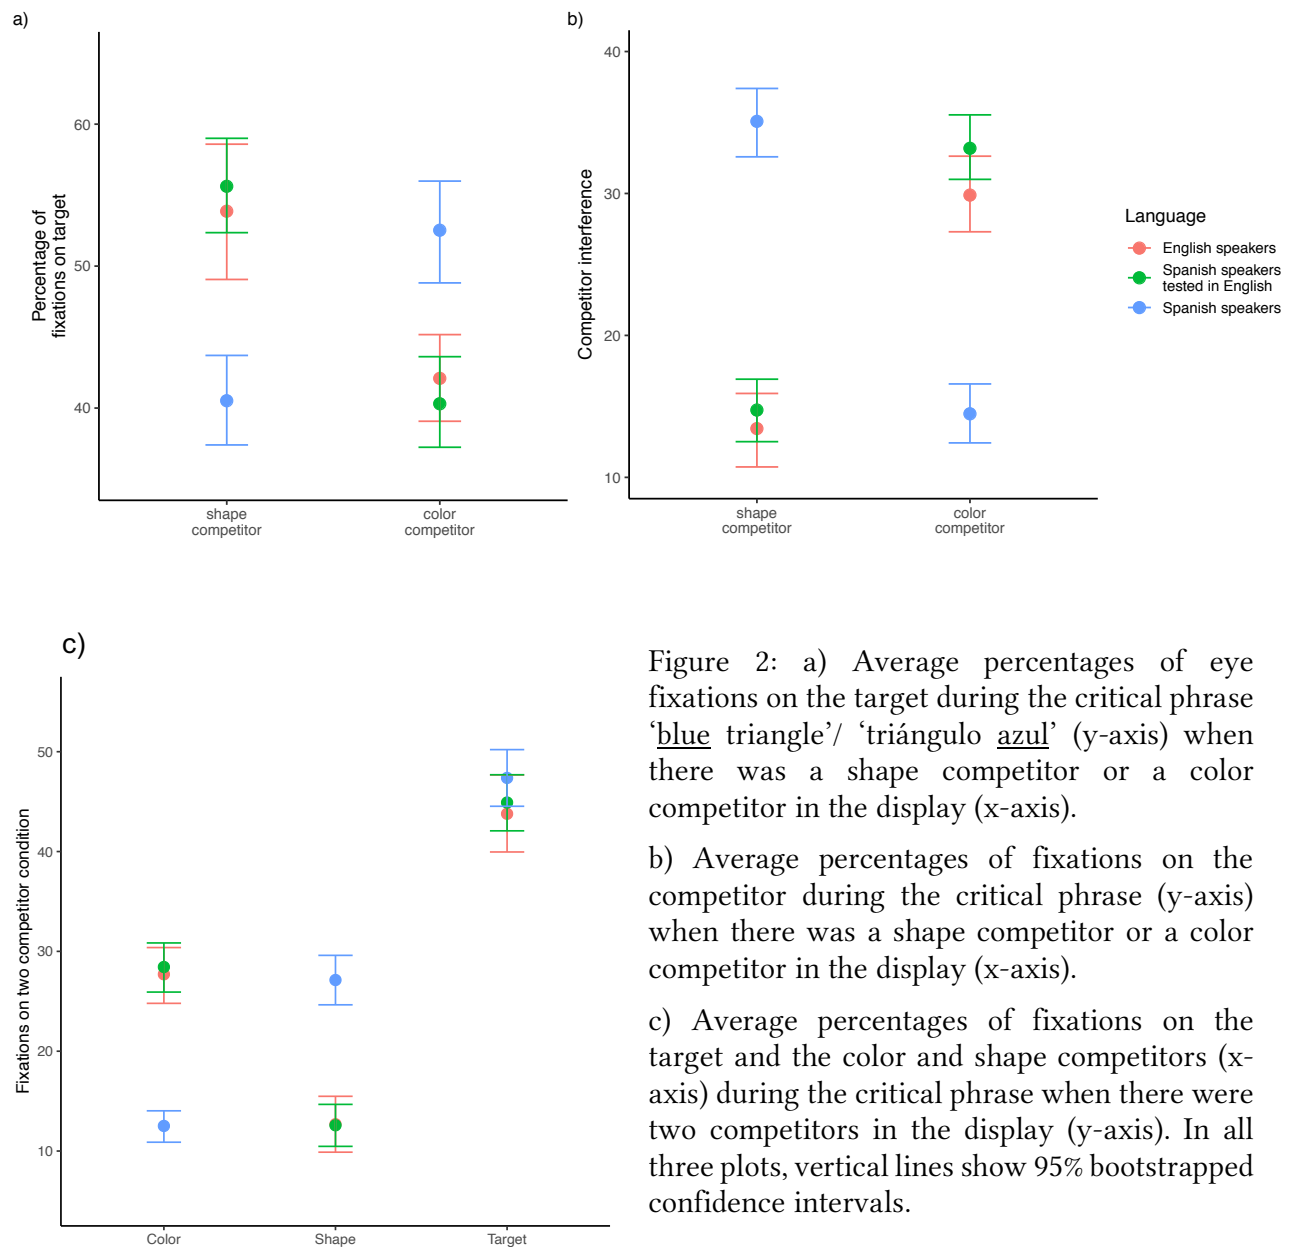 a)
Percentage of
fixations on target
60
50
40
shape
competitor
color
competitor
b)
Competitor interference
40
30
20
10
shape
competitor
color
competitor
Language
English speakers
Spanish speakers
tested in English
Spanish speakers
c)
Fixations on two competitor condition
50
40
30
20
10
Color
Shape
Target
Figure 2: a) Average percentages of eye
fixations on the target during the critical phrase
‘blue triangle’/ ‘triángulo azul’ (y-axis) when
there was a shape competitor or a color
competitor in the display (x-axis).
b) Average percentages of fixations on the
competitor during the critical phrase (y-axis)
when there was a shape competitor or a color
competitor in the display (x-axis).
c) Average percentages of fixations on the
target and the color and shape competitors (x-
axis) during the critical phrase when there were
two competitors in the display (y-axis). In all
three plots, vertical lines show 95% bootstrapped
confidence intervals.